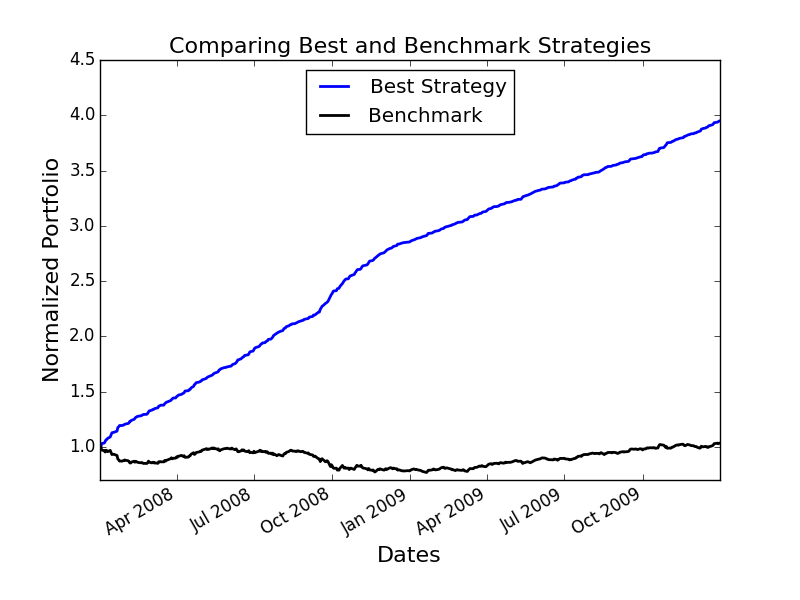 Comparing Best and Benchmark Strategies
Best Strategy
Benchmark
4.5
4.0
3.5
3.0
2.5
2.0
1.5
1.0
Normalized Portfolio
Apr 2008
Jul 2008
Oct 2008
Jan 2009
Apr 2009
Jul 2009
Oct 2009
Dates